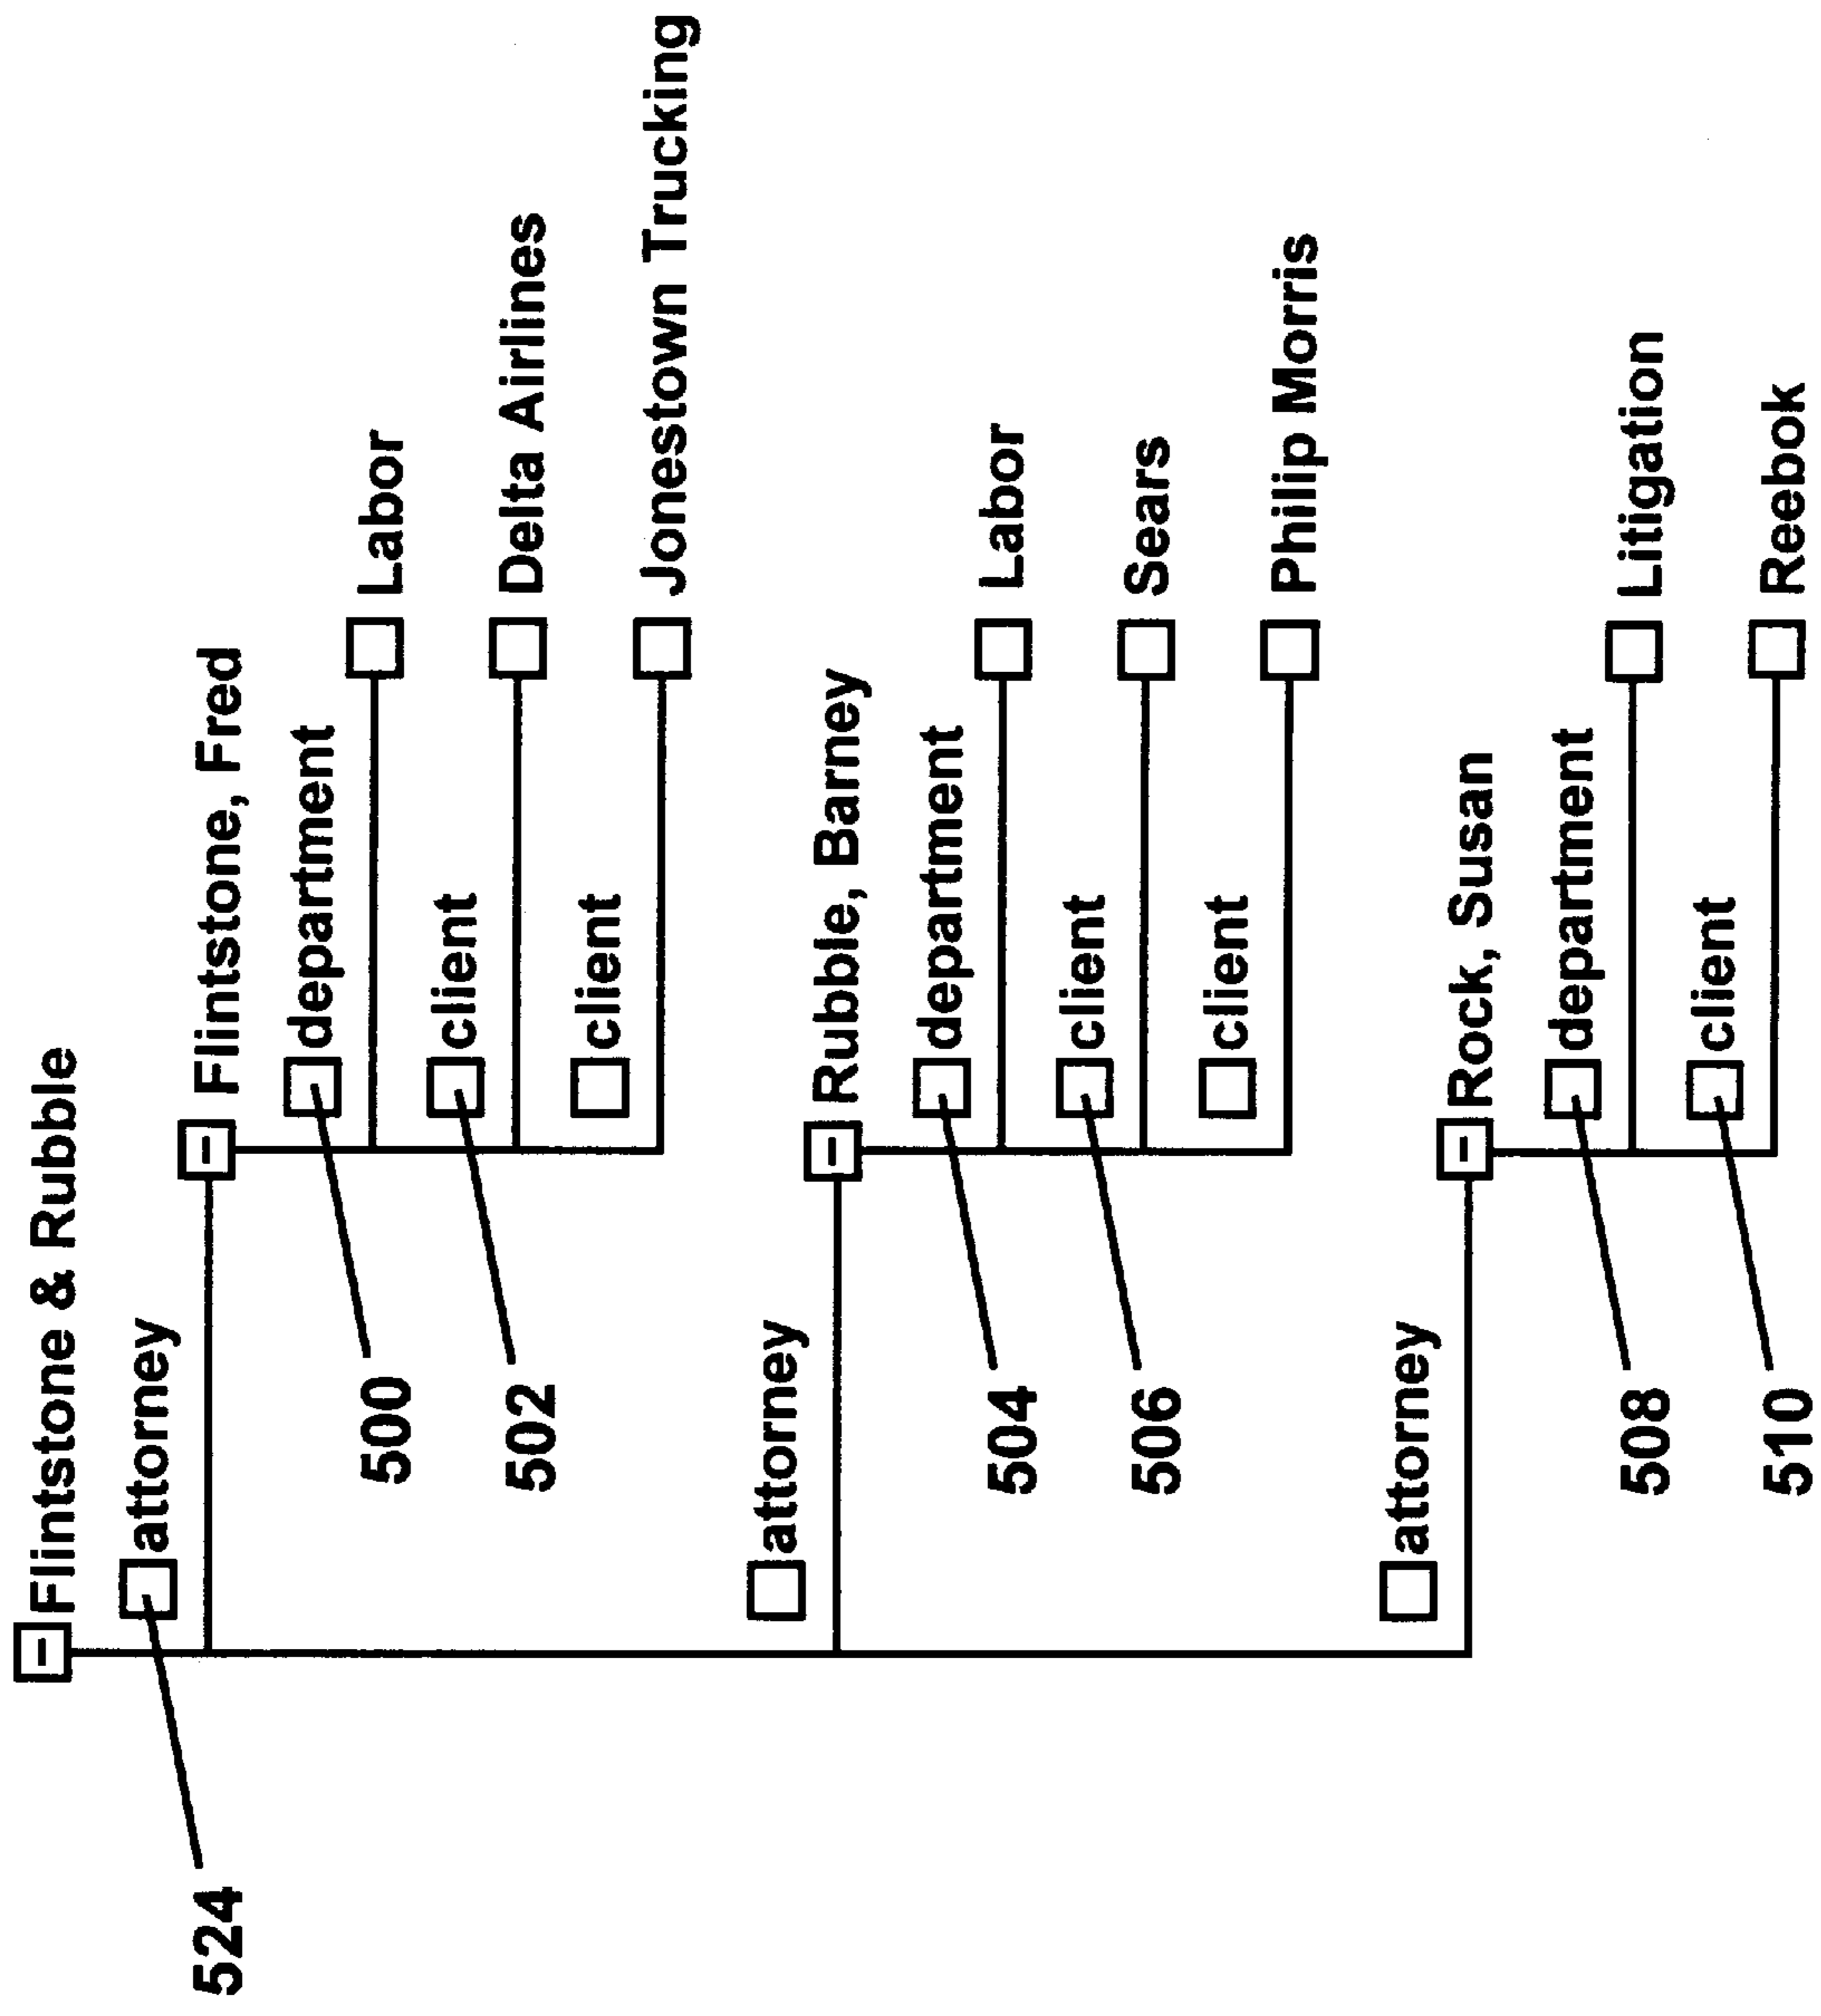 Flintstone & Rubble
attorney
524
Flintstone, Fred
department
500
Labor
client
502
Delta Airlines
client
Jonestown Trucking
attorney
Rubble, Barney
department
504
Labor
client
506
Sears
client
Philip Morris
attorney
Rock, Susan
department
508
Litigation
client
510
Reebok